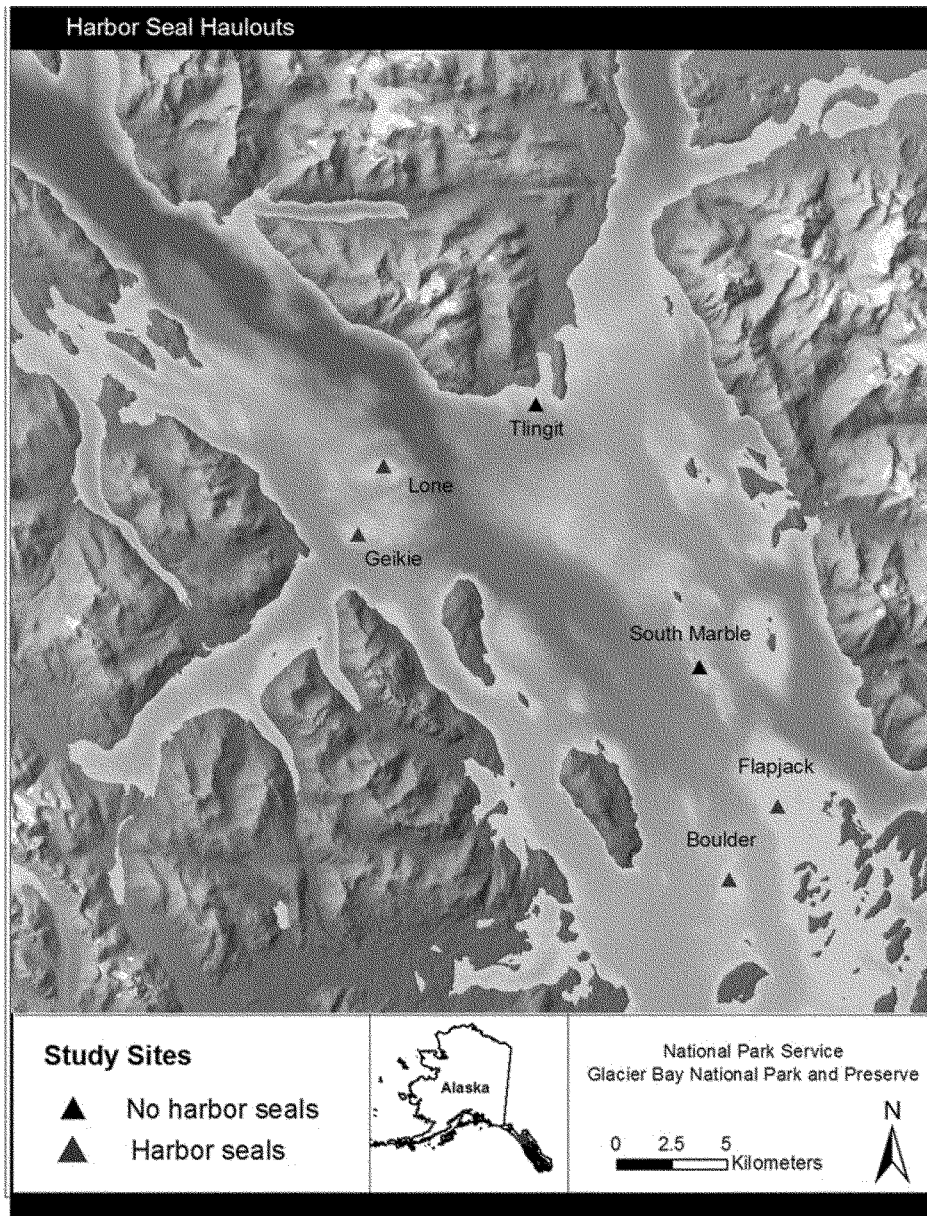 Harbor Seal Haulouts
Tlingit
Lone
Geikie
South Marble
Flapjack
Boulder
Study Sites
No harbor seals
Harbor seals
Alaska
National Park Service
Glacier Bay National Park and Preserve
N
0 2.5 5
Kilometers